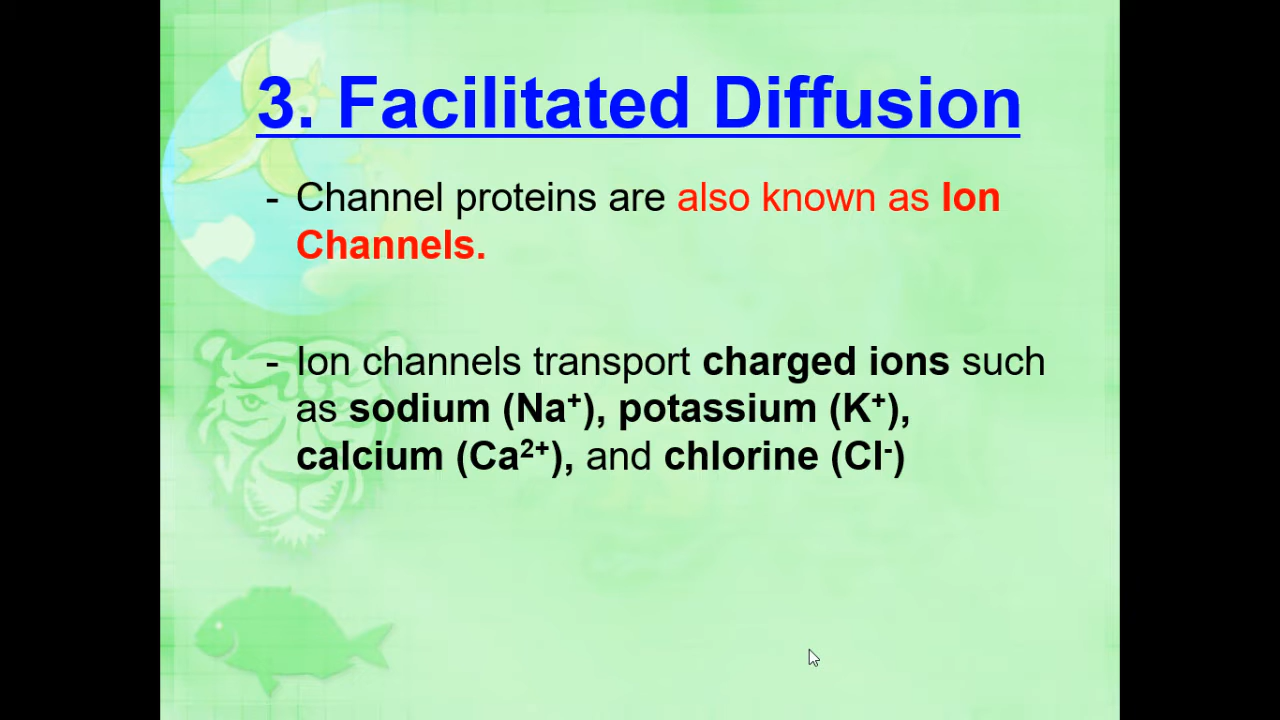 3. Facilitated Diffusion
- Channel proteins are also known as Ion
Channels.
- Ion channels transport charged ions such
as sodium (Na⁺), potassium (K⁺),
calcium (Ca²⁺), and chlorine (Cl⁻)